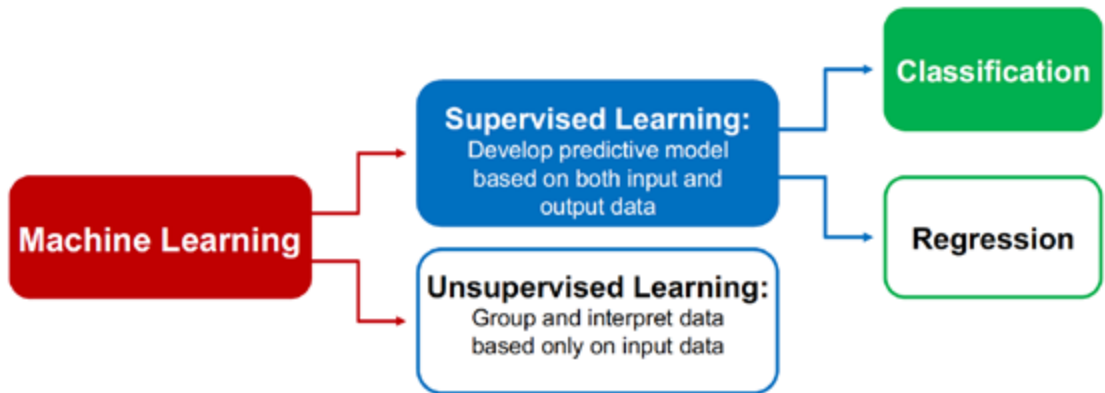 Classification
Supervised Learning:
Develop predictive model
based on both input and
output data
Machine Learning
Regression
Unsupervised Learning:
Group and interpret data
based only on input data